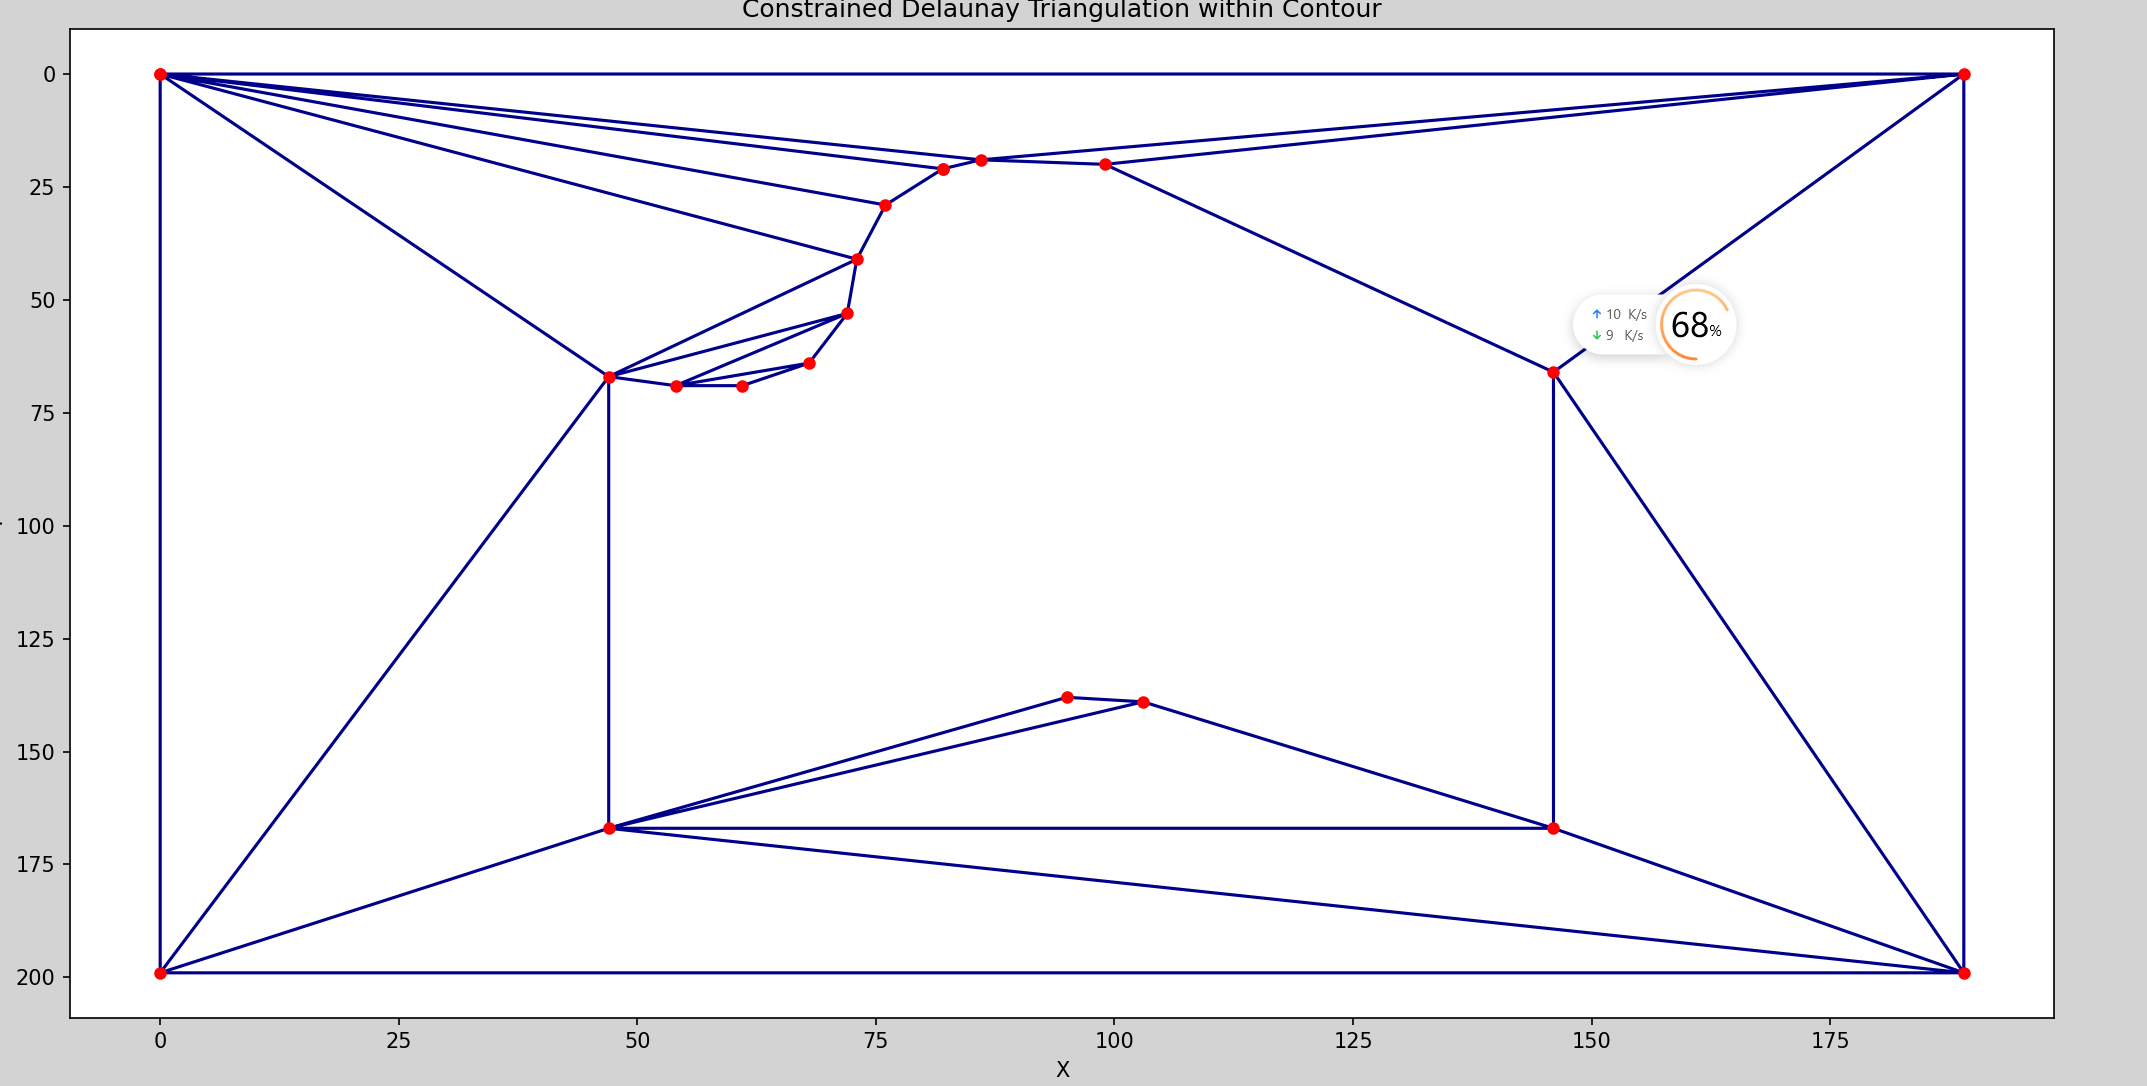 Constrained Delaunay Triangulation within Contour
0
25
50
75
100
125
150
175
200
↑ 10 K/s
↓ 9 K/s
68%
0 25 50 75 100 125 150 175
X